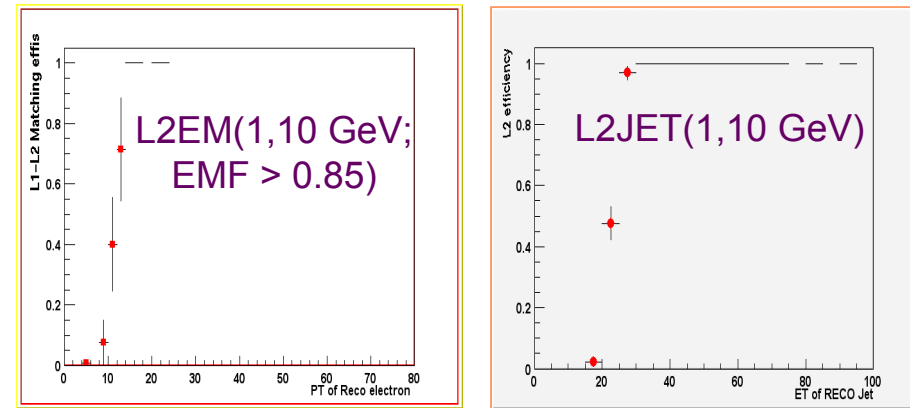 L1-L2 Matching effis
1
0.8
0.6
0.4
0.2
0
L2EM(1,10 GeV;
EMF > 0.85)
0 10 20 30 40 50 60 70 80
PT of Reco electron
L2 efficiency
1
0.8
0.6
0.4
0.2
0
L2JET(1,10 GeV)
0 20 40 60 80 100
ET of RECO Jet